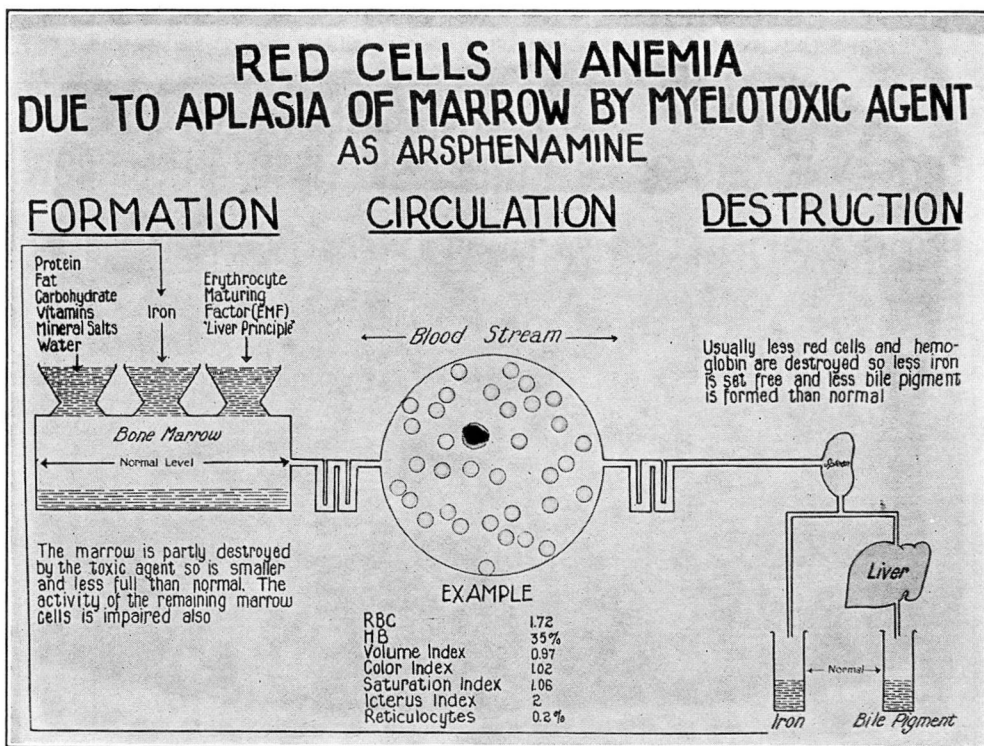 RED CELLS IN ANEMIA
DUE TO APLASIA OF MARROW BY MYELOTOXIC AGENT
AS ARSPHENAMINE
FORMATION
CIRCULATION
DESTRUCTION
Protein
Fat
Carbohydrate
Vitamins
Mineral Salts
Water
Iron
Erythrocyte
Maturing
Factor(EMF)
"Liver Principle"
Bone Marrow
Normal Level
The marrow is partly destroyed
by the toxic agent so is smaller
and less full than normal. The
activity of the remaining marrow
cells is impaired also
Blood Stream
EXAMPLE
RBC 1.72
HB 35%
Volume Index 0.97
Color Index 1.02
Saturation Index 1.06
Icterus Index 2
Reticulocytes 0.2%
Usually less red cells and hemo-
globin are destroyed so less iron
is set free and less bile pigment
is formed than normal
Spleen
Liver
Normal
Iron
Bile Pigment